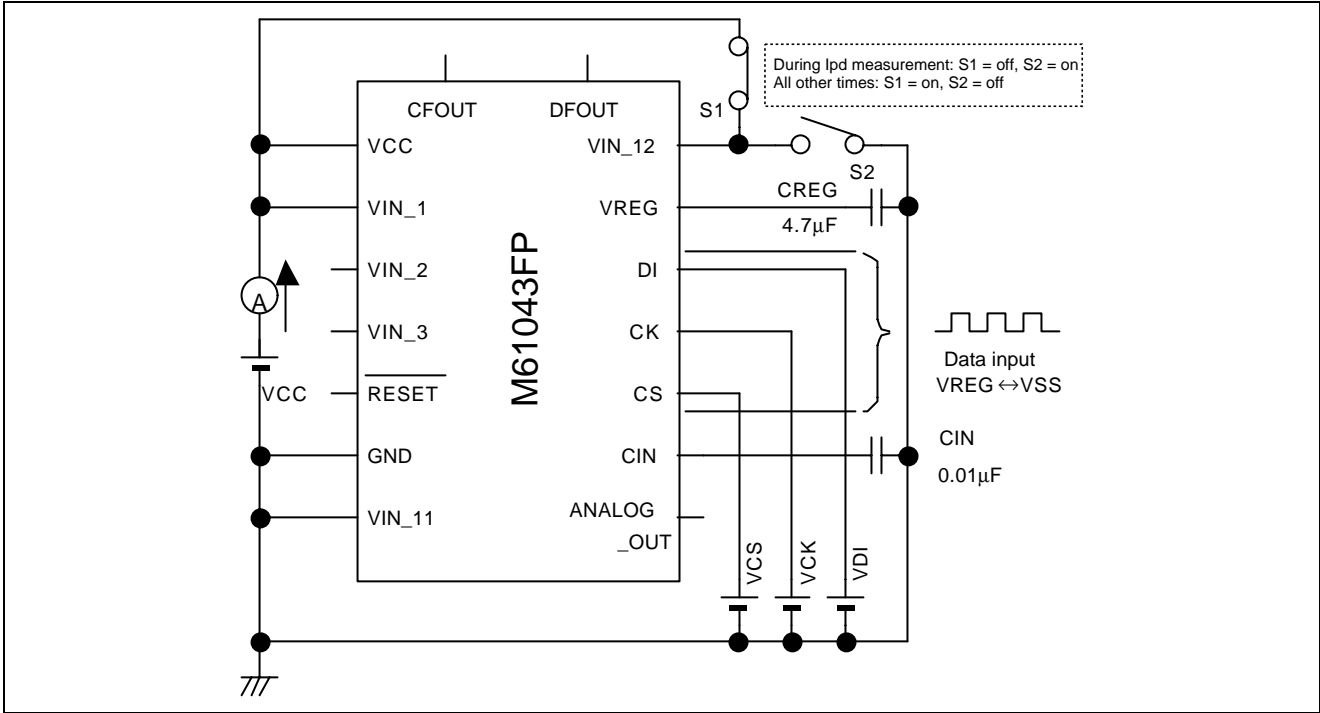 During Ipd measurement: S1 = off, S2 = on
All other times: S1 = on, S2 = off
CFOUT
DFOUT
S1
VCC
VIN_12
S2
CREG
4.7μF
VIN_1
VREG
VIN_2
DI
A
M61043FP
VIN_3
CK
Data input
VREG ↔VSS
VCC
RESET
CS
GND
CIN
CIN
0.01μF
VIN_11
ANALOG
_OUT
VCS
VCK
VDI